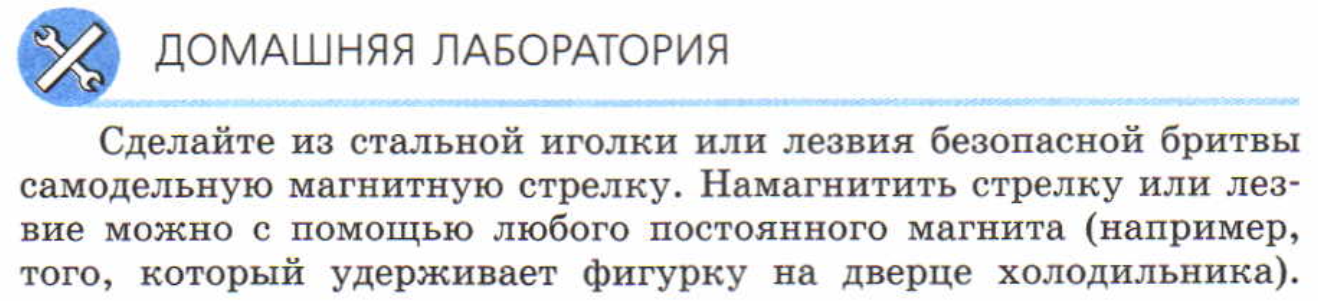 ДОМАШНЯЯ ЛАБОРАТОРИЯ
Сделайте из стальной иголки или лезвия безопасной бритвы
самодельную магнитную стрелку. Намагнитить стрелку или лез-
вие можно с помощью любого постоянного магнита (например,
того, который удерживает фигурку на дверце холодильника).